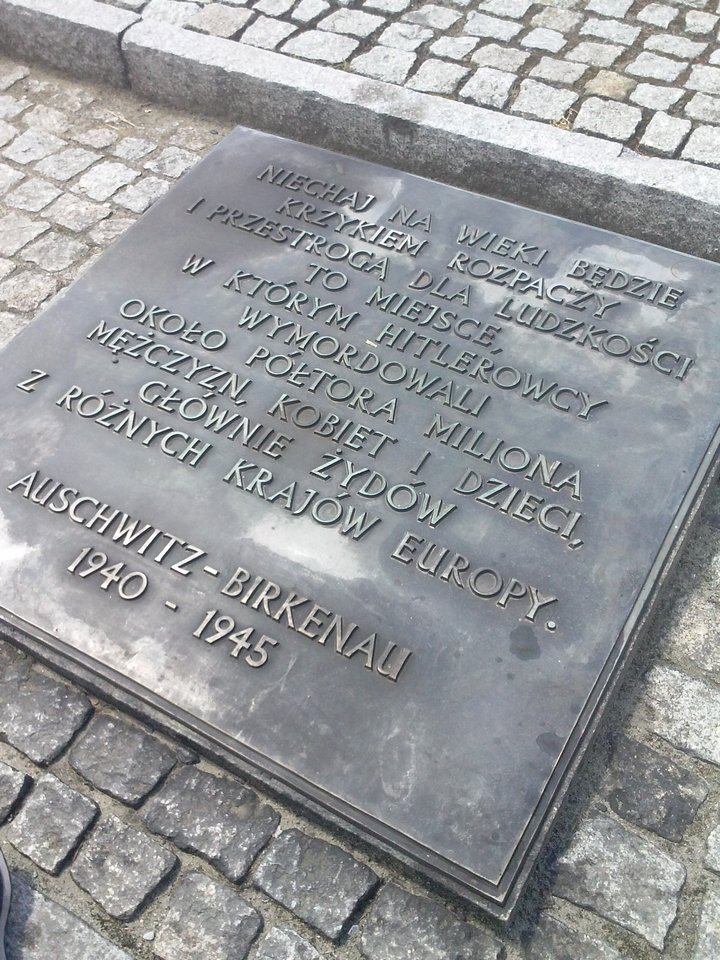 NIECHAJ NA WIEKI BĘDZIE
KRZYKIEM ROZPACZY
I PRZESTROGĄ DLA LUDZKOŚCI
TO MIEJSCE,
W KTÓRYM HITLEROWCY
WYMORDOWALI
OKOŁO PÓŁTORA MILIONA
MĘŻCZYZN, KOBIET I DZIECI,
GŁÓWNIE ŻYDÓW
Z RÓŻNYCH KRAJÓW EUROPY.
AUSCHWITZ-BIRKENAU
1940 - 1945